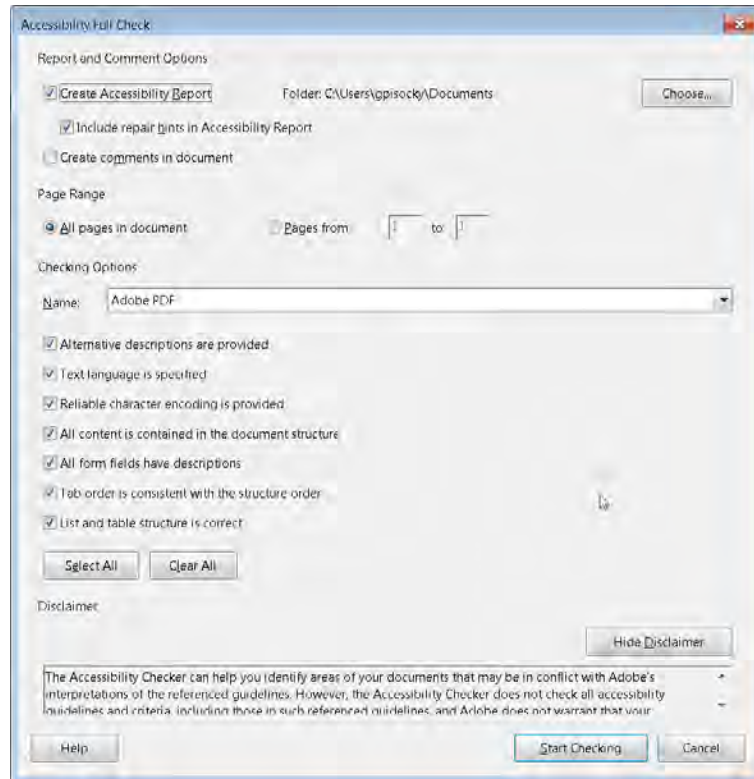 Accessibility Full Check
Report and Comment Options
Create Accessibility Report Folder: C:\Users\gpisocky\Documents Choose...
Include repair hints in Accessibility Report
Create comments in document
Page Range
All pages in document Pages from 1 to 1
Checking Options
Name: Adobe PDF
Alternative descriptions are provided
Text language is specified
Reliable character encoding is provided
All content is contained in the document structure
All form fields have descriptions
Tab order is consistent with the structure order
List and table structure is correct
Select All Clear All
Disclaimer
Hide Disclaimer
The Accessibility Checker can help you identify areas of your documents that may be in conflict with Adobe's
interpretations of the referenced guidelines. However, the Accessibility Checker does not check all accessibility
guidelines and criteria, including those in such referenced guidelines, and Adobe does not warrant that your
Help Start Checking Cancel